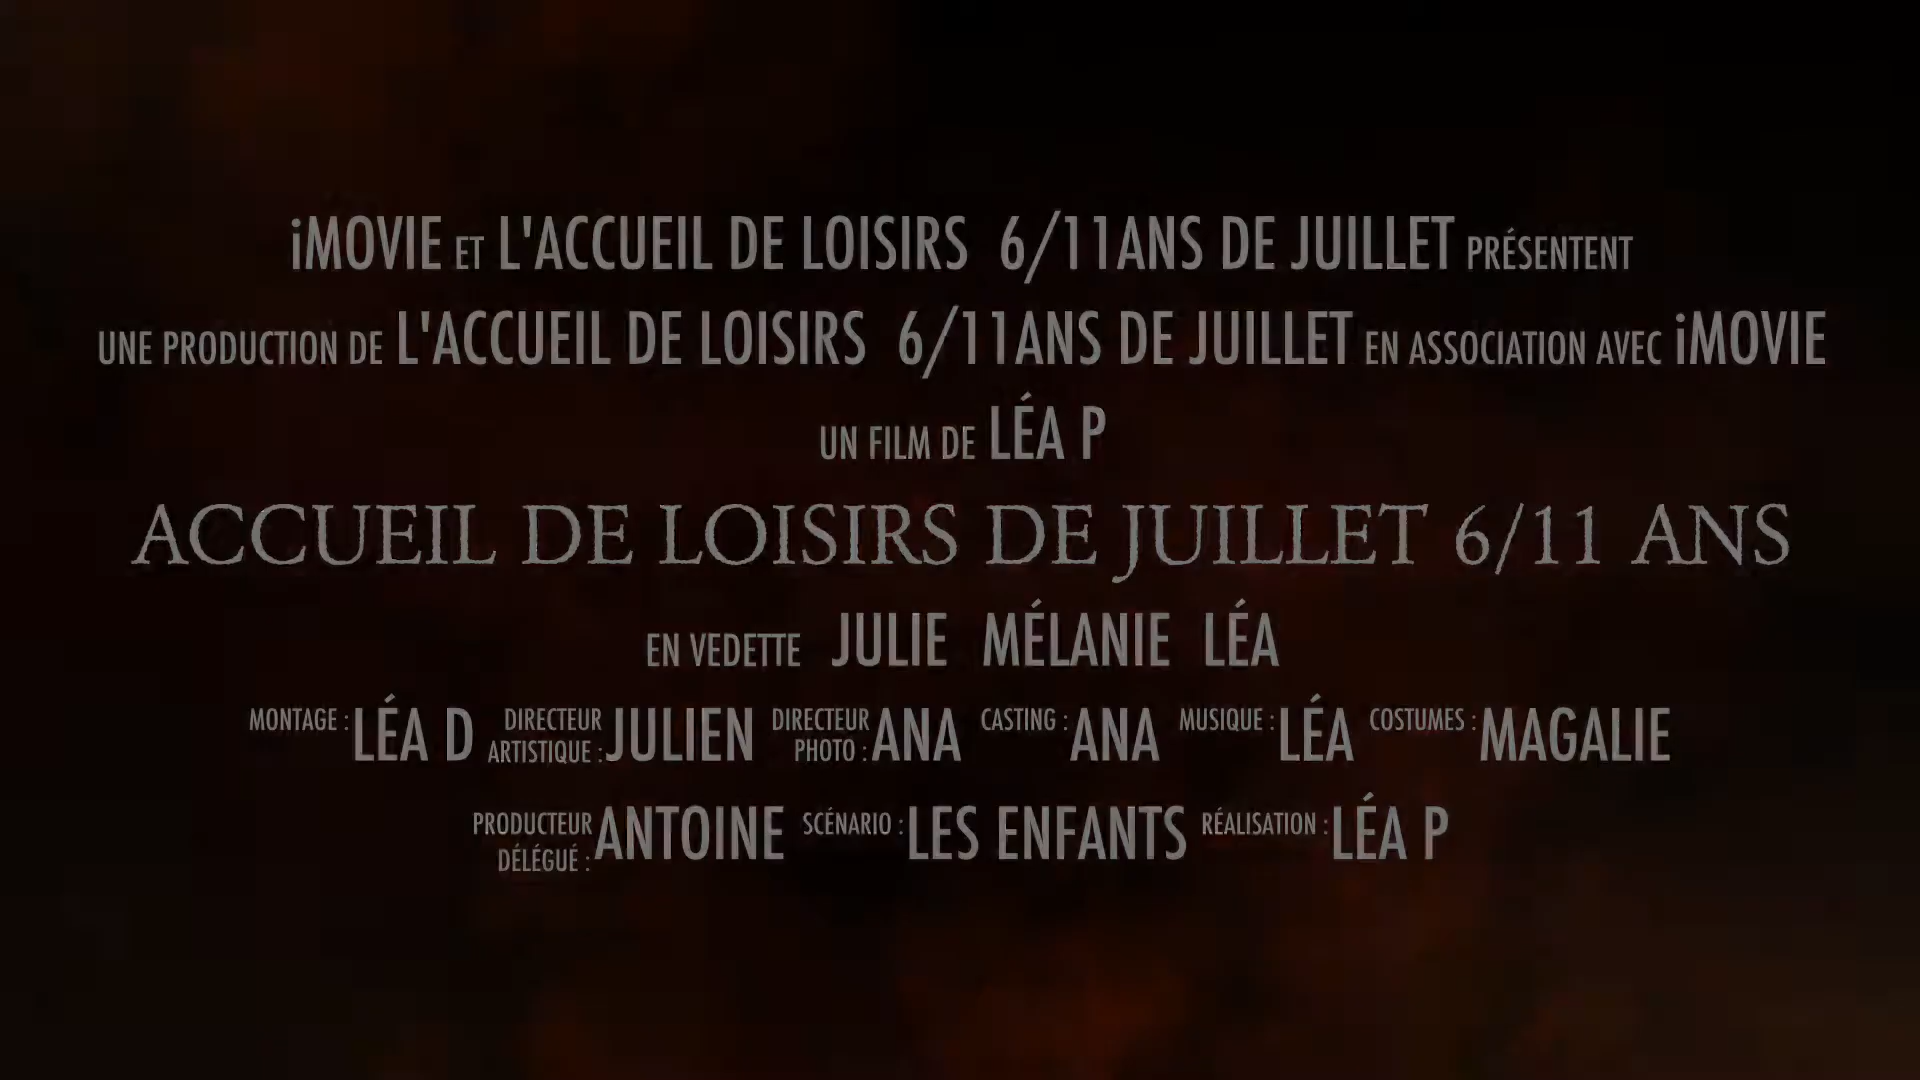 iMOVIE ET L'ACCUEIL DE LOISIRS 6/11ANS DE JUILLET PRÉSENTENT
UNE PRODUCTION DE L'ACCUEIL DE LOISIRS 6/11ANS DE JUILLET EN ASSOCIATION AVEC iMOVIE
UN FILM DE LÉA P
ACCUEIL DE LOISIRS DE JUILLET 6/11 ANS
EN VEDETTE JULIE MÉLANIE LÉA
MONTAGE : LÉA D DIRECTEUR ARTISTIQUE : JULIEN DIRECTEUR PHOTO : ANA CASTING : ANA MUSIQUE : LÉA COSTUMES : MAGALIE
PRODUCTEUR DÉLÉGUÉ : ANTOINE SCÉNARIO : LES ENFANTS RÉALISATION : LÉA P